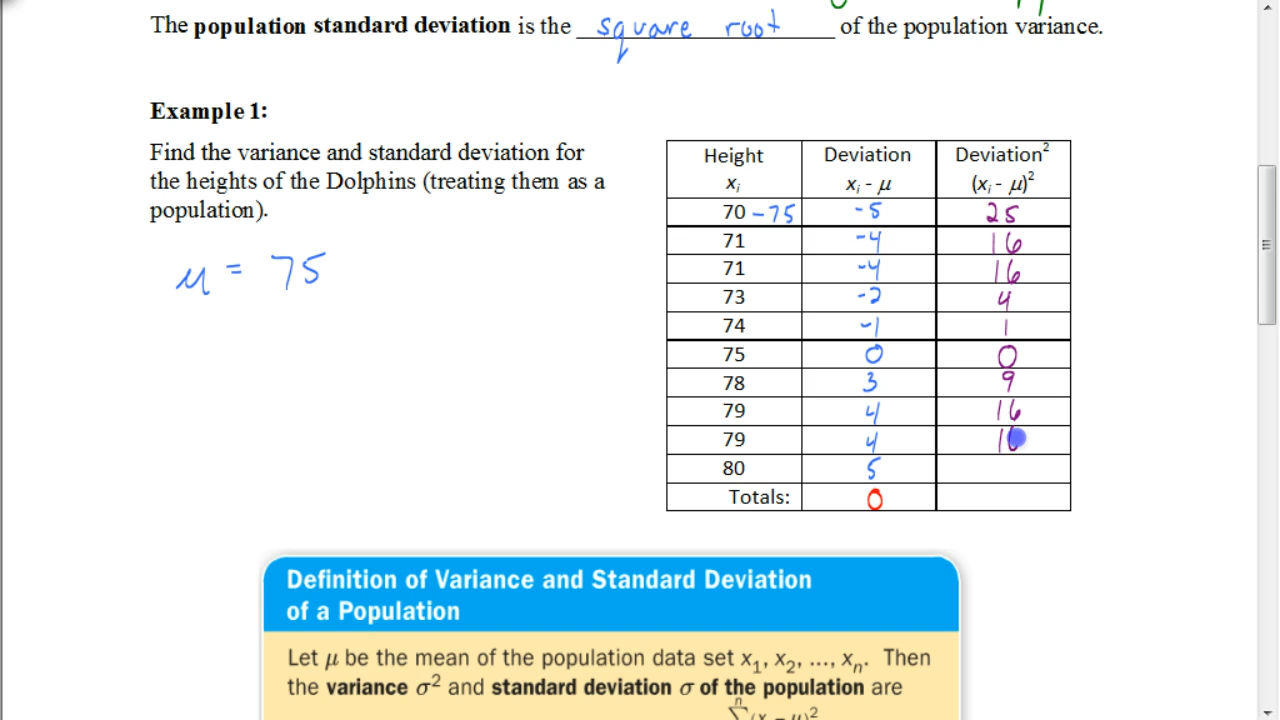 The population standard deviation is the square root of the population variance.
Example 1:
Find the variance and standard deviation for
the heights of the Dolphins (treating them as a
population).
μ = 75
Height Deviation Deviation²
xᵢ xᵢ - μ (xᵢ - μ)²
70 -75 -5 25
71 -4 16
71 -4 16
73 -2 4
74 -1 1
75 0 0
78 3 9
79 4 16
79 4 16
80 5
Totals: 0
Definition of Variance and Standard Deviation
of a Population
Let μ be the mean of the population data set x₁, x₂, ..., xₙ. Then
the variance σ² and standard deviation σ of the population are